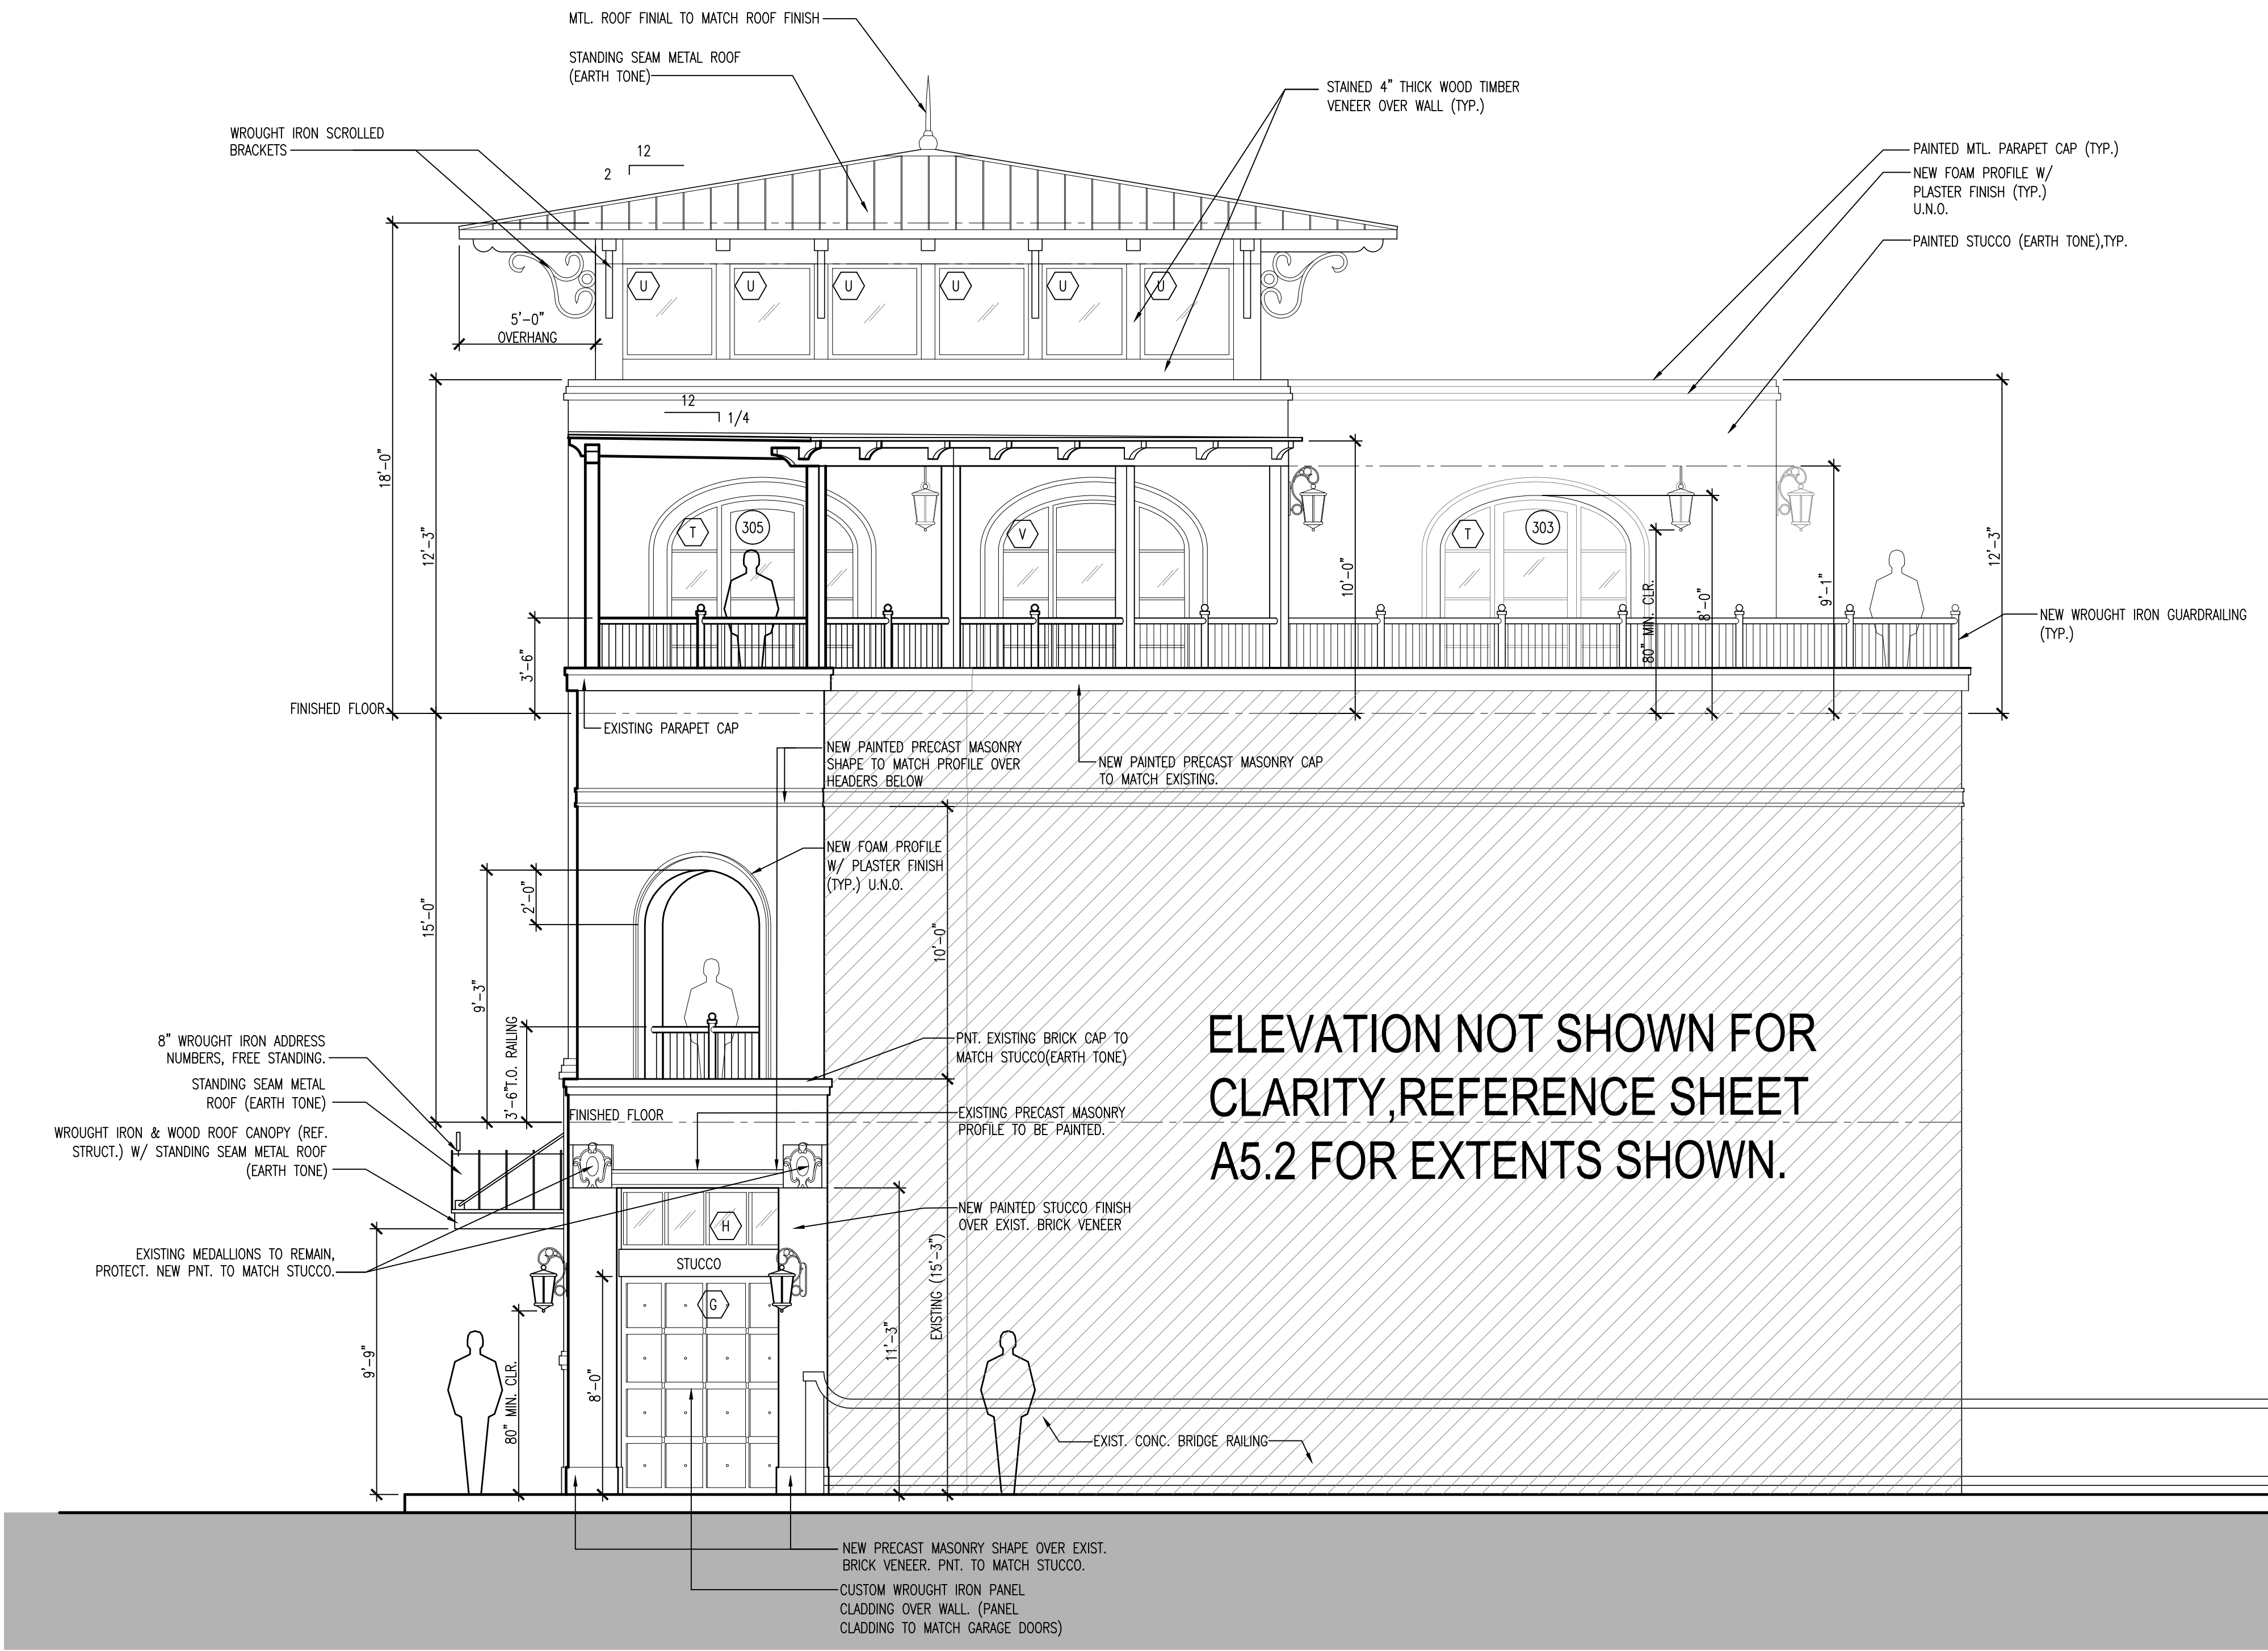 MTL. ROOF FINIAL TO MATCH ROOF FINISH
STANDING SEAM METAL ROOF
(EARTH TONE)
STAINED 4" THICK WOOD TIMBER
VENEER OVER WALL (TYP.)
WROUGHT IRON SCROLLED
BRACKETS
12
2
PAINTED MTL. PARAPET CAP (TYP.)
NEW FOAM PROFILE W/
PLASTER FINISH (TYP.)
U.N.O.
PAINTED STUCCO (EARTH TONE),TYP.
U
U
U
U
U
U
5'-0"
OVERHANG
12
1/4
18'-0"
12'-3"
T
305
V
T
303
10'-0"
80" MIN. CLR.
8'-0"
9'-1"
12'-3"
3'-6"
NEW WROUGHT IRON GUARDRAILING
(TYP.)
FINISHED FLOOR
EXISTING PARAPET CAP
NEW PAINTED PRECAST MASONRY
SHAPE TO MATCH PROFILE OVER
HEADERS BELOW
NEW PAINTED PRECAST MASONRY CAP
TO MATCH EXISTING.
NEW FOAM PROFILE
W/ PLASTER FINISH
(TYP.) U.N.O.
15'-0"
2'-0"
9'-3"
10'-0"
3'-6"T.O. RAILING
8" WROUGHT IRON ADDRESS
NUMBERS, FREE STANDING.
STANDING SEAM METAL
ROOF (EARTH TONE)
WROUGHT IRON & WOOD ROOF CANOPY (REF.
STRUCT.) W/ STANDING SEAM METAL ROOF
(EARTH TONE)
EXISTING MEDALLIONS TO REMAIN,
PROTECT. NEW PNT. TO MATCH STUCCO.
PNT. EXISTING BRICK CAP TO
MATCH STUCCO(EARTH TONE)
FINISHED FLOOR
EXISTING PRECAST MASONRY
PROFILE TO BE PAINTED.
ELEVATION NOT SHOWN FOR
CLARITY,REFERENCE SHEET
A5.2 FOR EXTENTS SHOWN.
NEW PAINTED STUCCO FINISH
OVER EXIST. BRICK VENEER
H
STUCCO
G
9'-9"
80" MIN. CLR.
8'-0"
11'-3"
EXISTING (15'-3")
EXIST. CONC. BRIDGE RAILING
NEW PRECAST MASONRY SHAPE OVER EXIST.
BRICK VENEER. PNT. TO MATCH STUCCO.
CUSTOM WROUGHT IRON PANEL
CLADDING OVER WALL. (PANEL
CLADDING TO MATCH GARAGE DOORS)